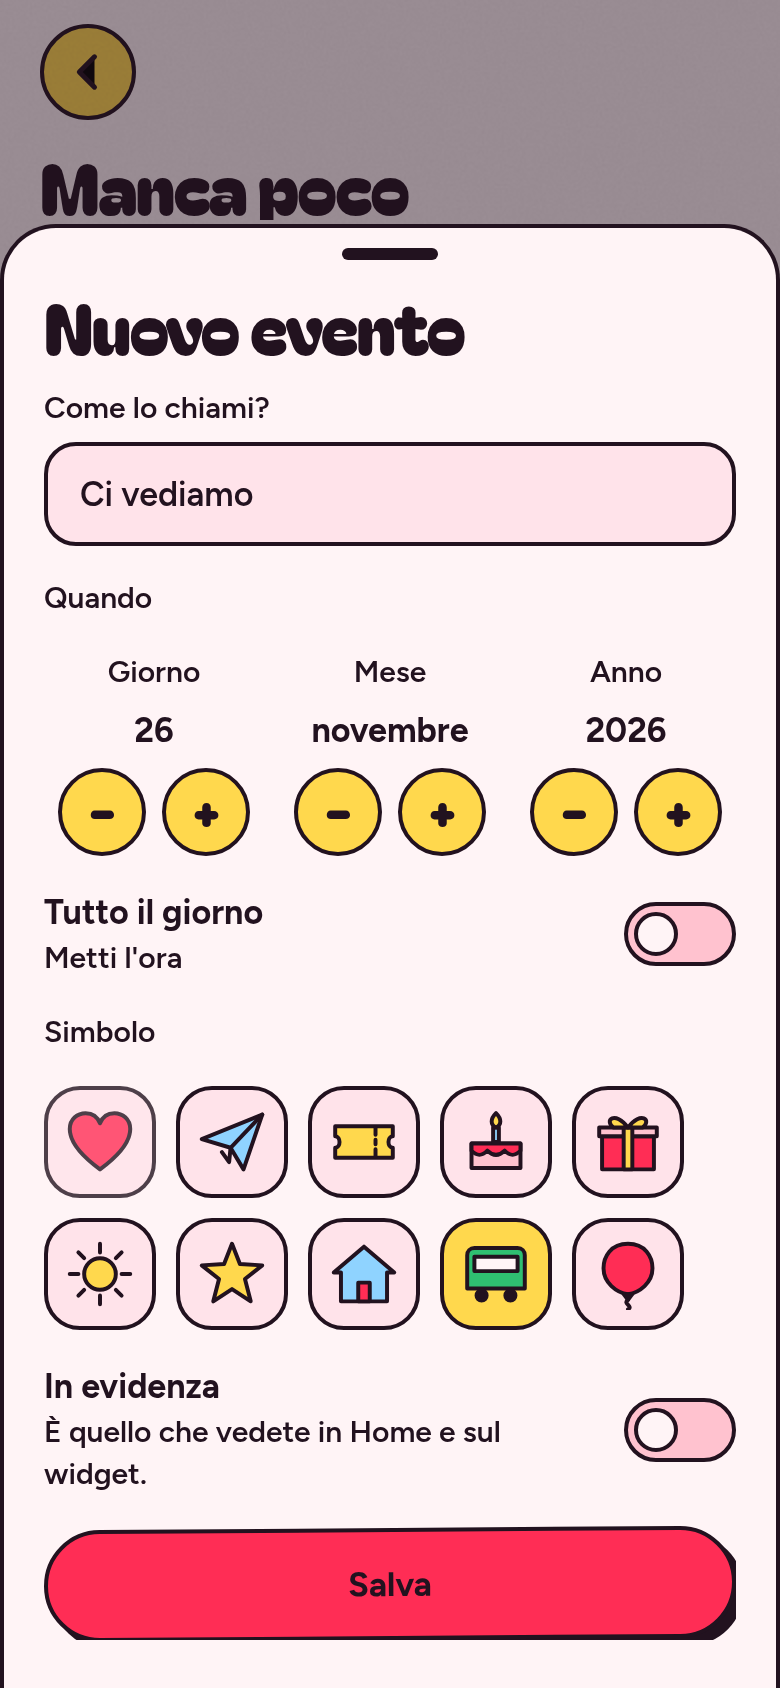 Manca poco
Nuovo evento
Come lo chiami?
Ci vediamo
Quando
Giorno Mese Anno
26 novembre 2026
- + - + - +
Tutto il giorno
Metti l'ora
Simbolo
In evidenza
È quello che vedete in Home e sul
widget.
Salva